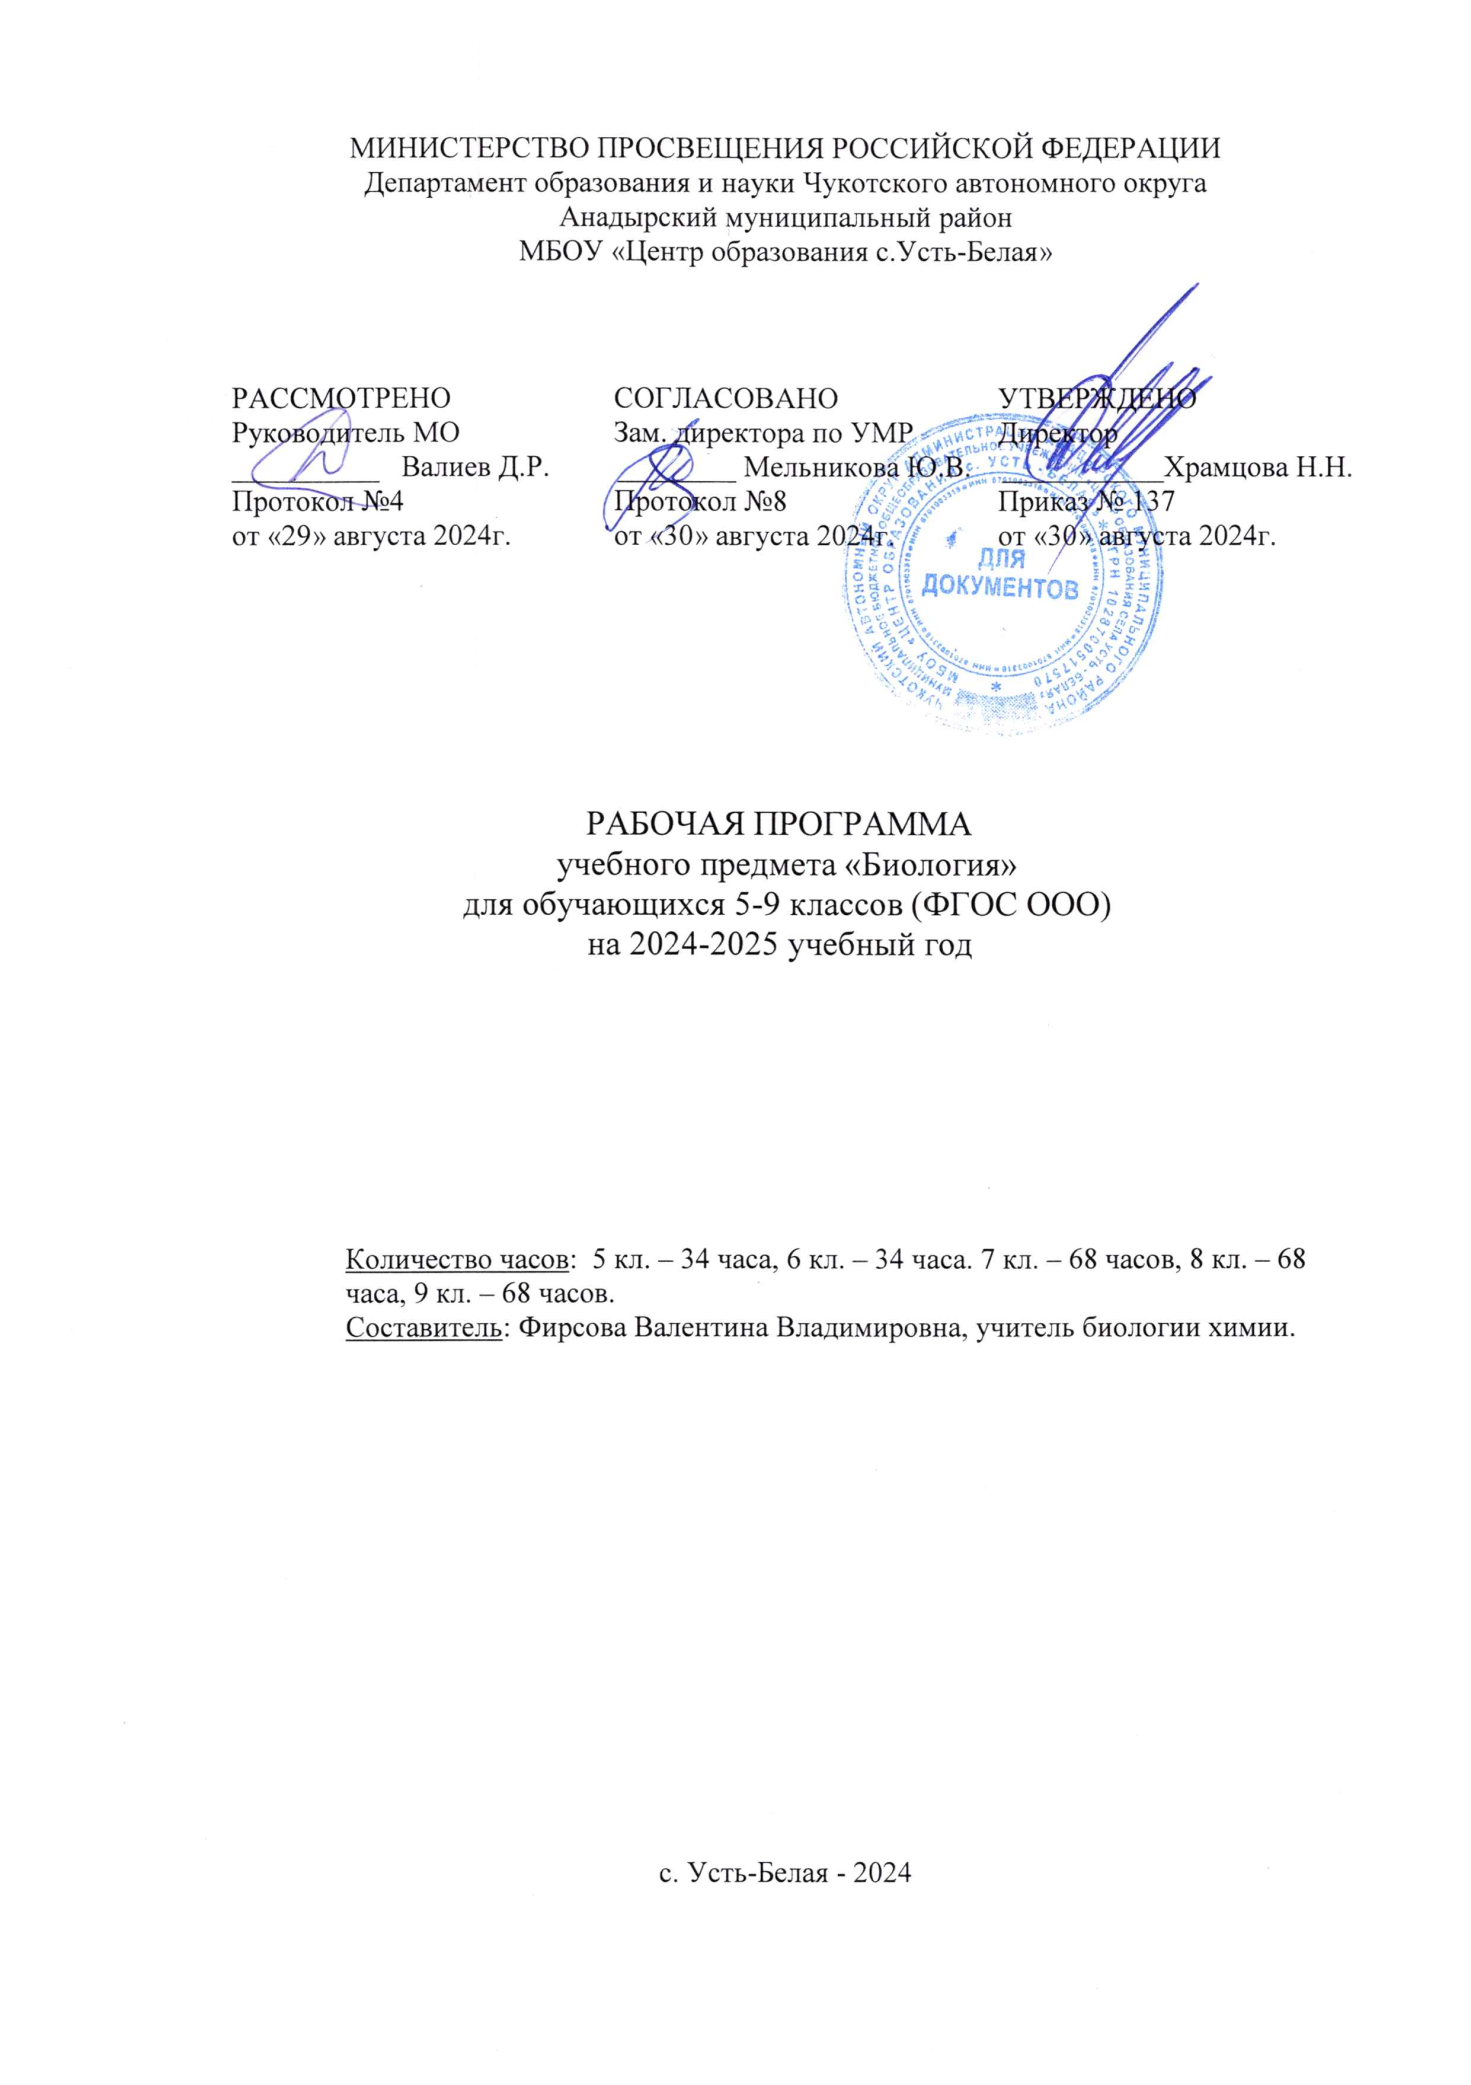 МИНИСТЕРСТВО ПРОСВЕЩЕНИЯ РОССИЙСКОЙ ФЕДЕРАЦИИ
Департамент образования и науки Чукотского автономного округа
Анадырский муниципальный район
МБОУ «Центр образования с.Усть-Белая»
РАССМОТРЕНО
Руководитель МО
Валиев Д.Р.
Протокол №4
от «29» августа 2024г.
СОГЛАСОВАНО
Зам. директора по УМР
Мельникова Ю.В.
Протокол №8
от «30» августа 2024г.
УТВЕРЖДЕНО
Директор
Храмцова Н.Н.
Приказ № 137
от «30» августа 2024г.
ДЛЯ
ДОКУМЕНТОВ
РАБОЧАЯ ПРОГРАММА
учебного предмета «Биология»
для обучающихся 5-9 классов (ФГОС ООО)
на 2024-2025 учебный год
Количество часов: 5 кл. – 34 часа, 6 кл. – 34 часа. 7 кл. – 68 часов, 8 кл. – 68
часа, 9 кл. – 68 часов.
Составитель: Фирсова Валентина Владимировна, учитель биологии химии.
с. Усть-Белая - 2024